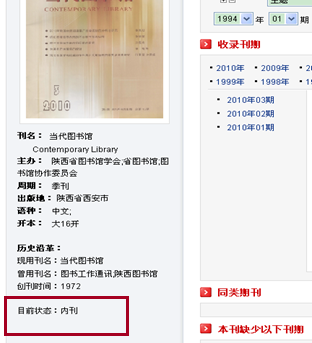 当代图书馆
CONTEMPORARY LIBRARY
3
2010
刊名： 当代图书馆
Contemporary Library
主办： 陕西省图书馆学会;省图书馆;图
书馆协作委员会
周期： 季刊
出版地： 陕西省西安市
语种： 中文;
开本： 大16开
历史沿革：
现用刊名：当代图书馆
曾用刊名：图书工作通讯;陕西图书馆
创刊时间：1972
目前状态：内刊
1994 年 01 期
收录刊期
2010年 2009年
1999年 1998年
2010年03期
2010年02期
2010年01期
同类期刊
本刊缺少以下刊期